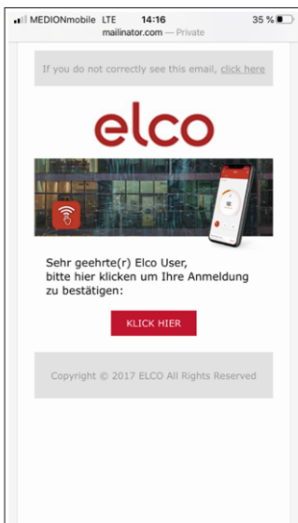 MEDIONmobile LTE 14:16 35 %
mailinator.com — Private
If you do not correctly see this email, click here
elco
Sehr geehrte(r) Elco User,
bitte hier klicken um Ihre Anmeldung
zu bestätigen:
KLICK HIER
Copyright © 2017 ELCO All Rights Reserved